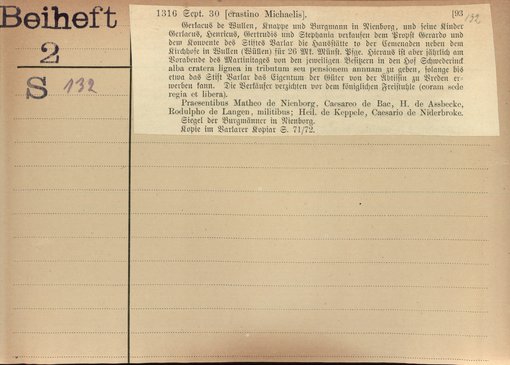 Beiheft
2
S 132
1316 Sept. 30 [crastino Michaelis]. [93
132
Gerlacus de Wullen, Knappe und Burgmann in Nienborg, und seine Kinder
Gerlacus, Henricus, Gertrudis und Stephania verkaufen dem Propst Gerardo und
dem Konvente des Stiftes Varlar die Handstätte to der Cemenaden neben dem
Kirchhofe in Wullen (Wüllen) für 26 Mk. Münst. Pfge. Hieraus ist aber jährlich am
Vorabende des Martinitages von den jeweiligen Besitzern in den Hof Schwederinck
alba cratera lignea in tributum seu pensionem annuam zu geben, solange bis
etwa das Stift Varlar das Eigentum der Güter von der Abtissin zu Vreden er-
werben kann. Die Verkäufer verzichten vor dem königlichen Freistuhle (coram sede
regia et libera).
Praesentibus Matheo de Nienborg, Caesareo de Bac, H. de Assbecke,
Rodulpho de Langen, militibus; Heil. de Keppele, Caesario de Niderbroke.
Siegel der Burgmänner in Nienborg.
Kopie im Varlarer Kopiar S. 71/72.